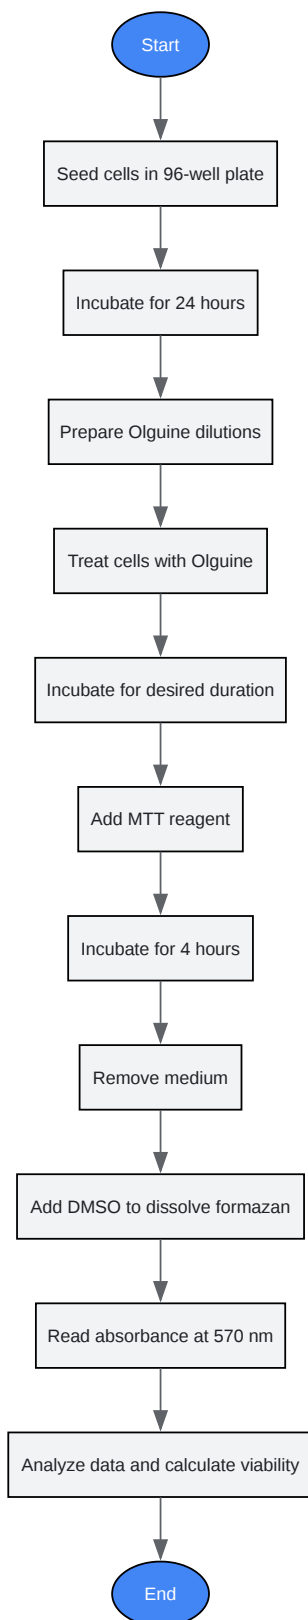 Start
Seed cells in 96-well plate
Incubate for 24 hours
Prepare Olguine dilutions
Treat cells with Olguine
Incubate for desired duration
Add MTT reagent
Incubate for 4 hours
Remove medium
Add DMSO to dissolve formazan
Read absorbance at 570 nm
Analyze data and calculate viability
End